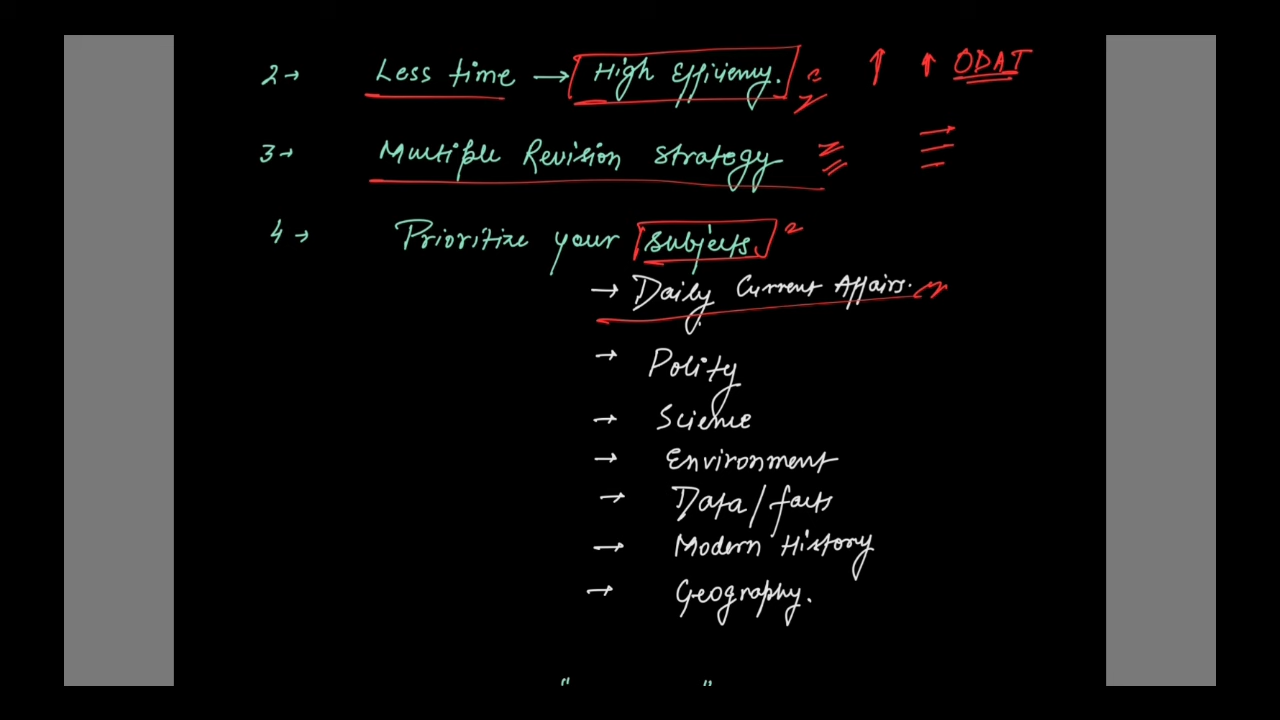 2→ Less time → High Efficiency. ↑ ↑ ODAT
3→ Multiple Revision Strategy
4→ Prioritize your subjects.
→ Daily Current Affairs.
→ Polity
→ Science
→ Environment
→ Data/facts
→ Modern History
→ Geography.